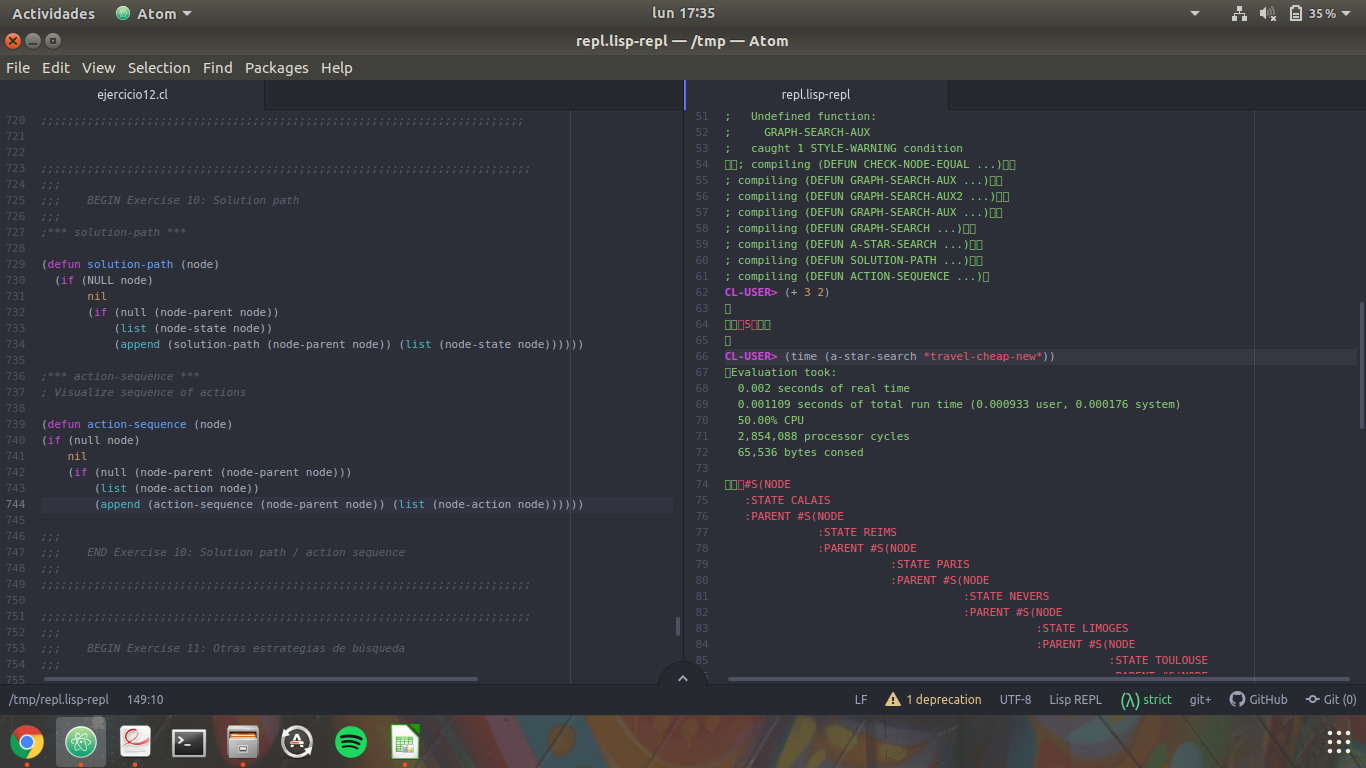 Actividades Atom lun 17:35 35%
repl.lisp-repl — /tmp — Atom
File Edit View Selection Find Packages Help
ejercicio12.cl
720 ;;;;;;;;;;;;;;;;;;;;;;;;;;;;;;;;;;;;;;;;;;;;;;;;;;;;;;;;;;;;;;;;;;;;;;;;;
721
722
723 ;;;;;;;;;;;;;;;;;;;;;;;;;;;;;;;;;;;;;;;;;;;;;;;;;;;;;;;;;;;;;;;;;;;;;;;;;;
724 ;;;
725 ;;;    BEGIN Exercise 10: Solution path
726 ;;;
727 ;*** solution-path ***
728
729 (defun solution-path (node)
730   (if (NULL node)
731        nil
732        (if (null (node-parent node))
733            (list (node-state node))
734            (append (solution-path (node-parent node)) (list (node-state node))))))
735
736 ;*** action-sequence ***
737 ; Visualize sequence of actions
738
739 (defun action-sequence (node)
740 (if (null node)
741     nil
742     (if (null (node-parent (node-parent node)))
743         (list (node-action node))
744         (append (action-sequence (node-parent node)) (list (node-action node))))))
745
746 ;;;
747 ;;;    END Exercise 10: Solution path / action sequence
748 ;;;
749 ;;;;;;;;;;;;;;;;;;;;;;;;;;;;;;;;;;;;;;;;;;;;;;;;;;;;;;;;;;;;;;;;;;;;;;;;;;
750
751 ;;;;;;;;;;;;;;;;;;;;;;;;;;;;;;;;;;;;;;;;;;;;;;;;;;;;;;;;;;;;;;;;;;;;;;;;;;
752 ;;;
753 ;;;    BEGIN Exercise 11: Otras estrategias de búsqueda
754 ;;;
755
repl.lisp-repl
51 ;   Undefined function:
52 ;     GRAPH-SEARCH-AUX
53 ;   caught 1 STYLE-WARNING condition
54 ; compiling (DEFUN CHECK-NODE-EQUAL ...)
55 ; compiling (DEFUN GRAPH-SEARCH-AUX ...)
56 ; compiling (DEFUN GRAPH-SEARCH-AUX2 ...)
57 ; compiling (DEFUN GRAPH-SEARCH-AUX ...)
58 ; compiling (DEFUN GRAPH-SEARCH ...)
59 ; compiling (DEFUN A-STAR-SEARCH ...)
60 ; compiling (DEFUN SOLUTION-PATH ...)
61 ; compiling (DEFUN ACTION-SEQUENCE ...)
62 CL-USER> (+ 3 2)
63
64 5
65
66 CL-USER> (time (a-star-search *travel-cheap-new*))
67 Evaluation took:
68   0.002 seconds of real time
69   0.001109 seconds of total run time (0.000933 user, 0.000176 system)
70   50.00% CPU
71   2,854,088 processor cycles
72   65,536 bytes consed
73
74 #S(NODE
75    :STATE CALAIS
76    :PARENT #S(NODE
77               :STATE REIMS
78               :PARENT #S(NODE
79                          :STATE PARIS
80                          :PARENT #S(NODE
81                                     :STATE NEVERS
82                                     :PARENT #S(NODE
83                                                :STATE LIMOGES
84                                                :PARENT #S(NODE
85                                                           :STATE TOULOUSE
/tmp/repl.lisp-repl 149:10 LF 1 deprecation UTF-8 Lisp REPL (λ) strict git+ GitHub Git (0)